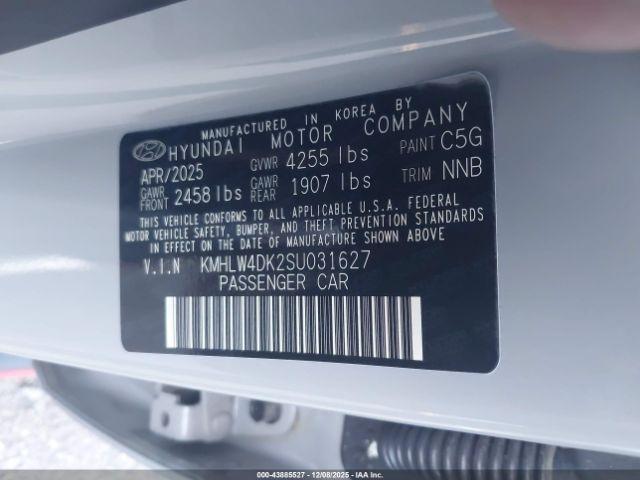 MANUFACTURED IN KOREA BY
HYUNDAI MOTOR COMPANY
APR/2025 GVWR 4255 lbs PAINT C5G
GAWR FRONT 2458 lbs GAWR REAR 1907 lbs TRIM NNB
THIS VEHICLE CONFORMS TO ALL APPLICABLE U.S.A. FEDERAL
MOTOR VEHICLE SAFETY, BUMPER, AND THEFT PREVENTION STANDARDS
IN EFFECT ON THE DATE OF MANUFACTURE SHOWN ABOVE
V.I.N KMHLW4DK2SU031627
PASSENGER CAR
000-43885527 - 12/08/2025 - IAA Inc.